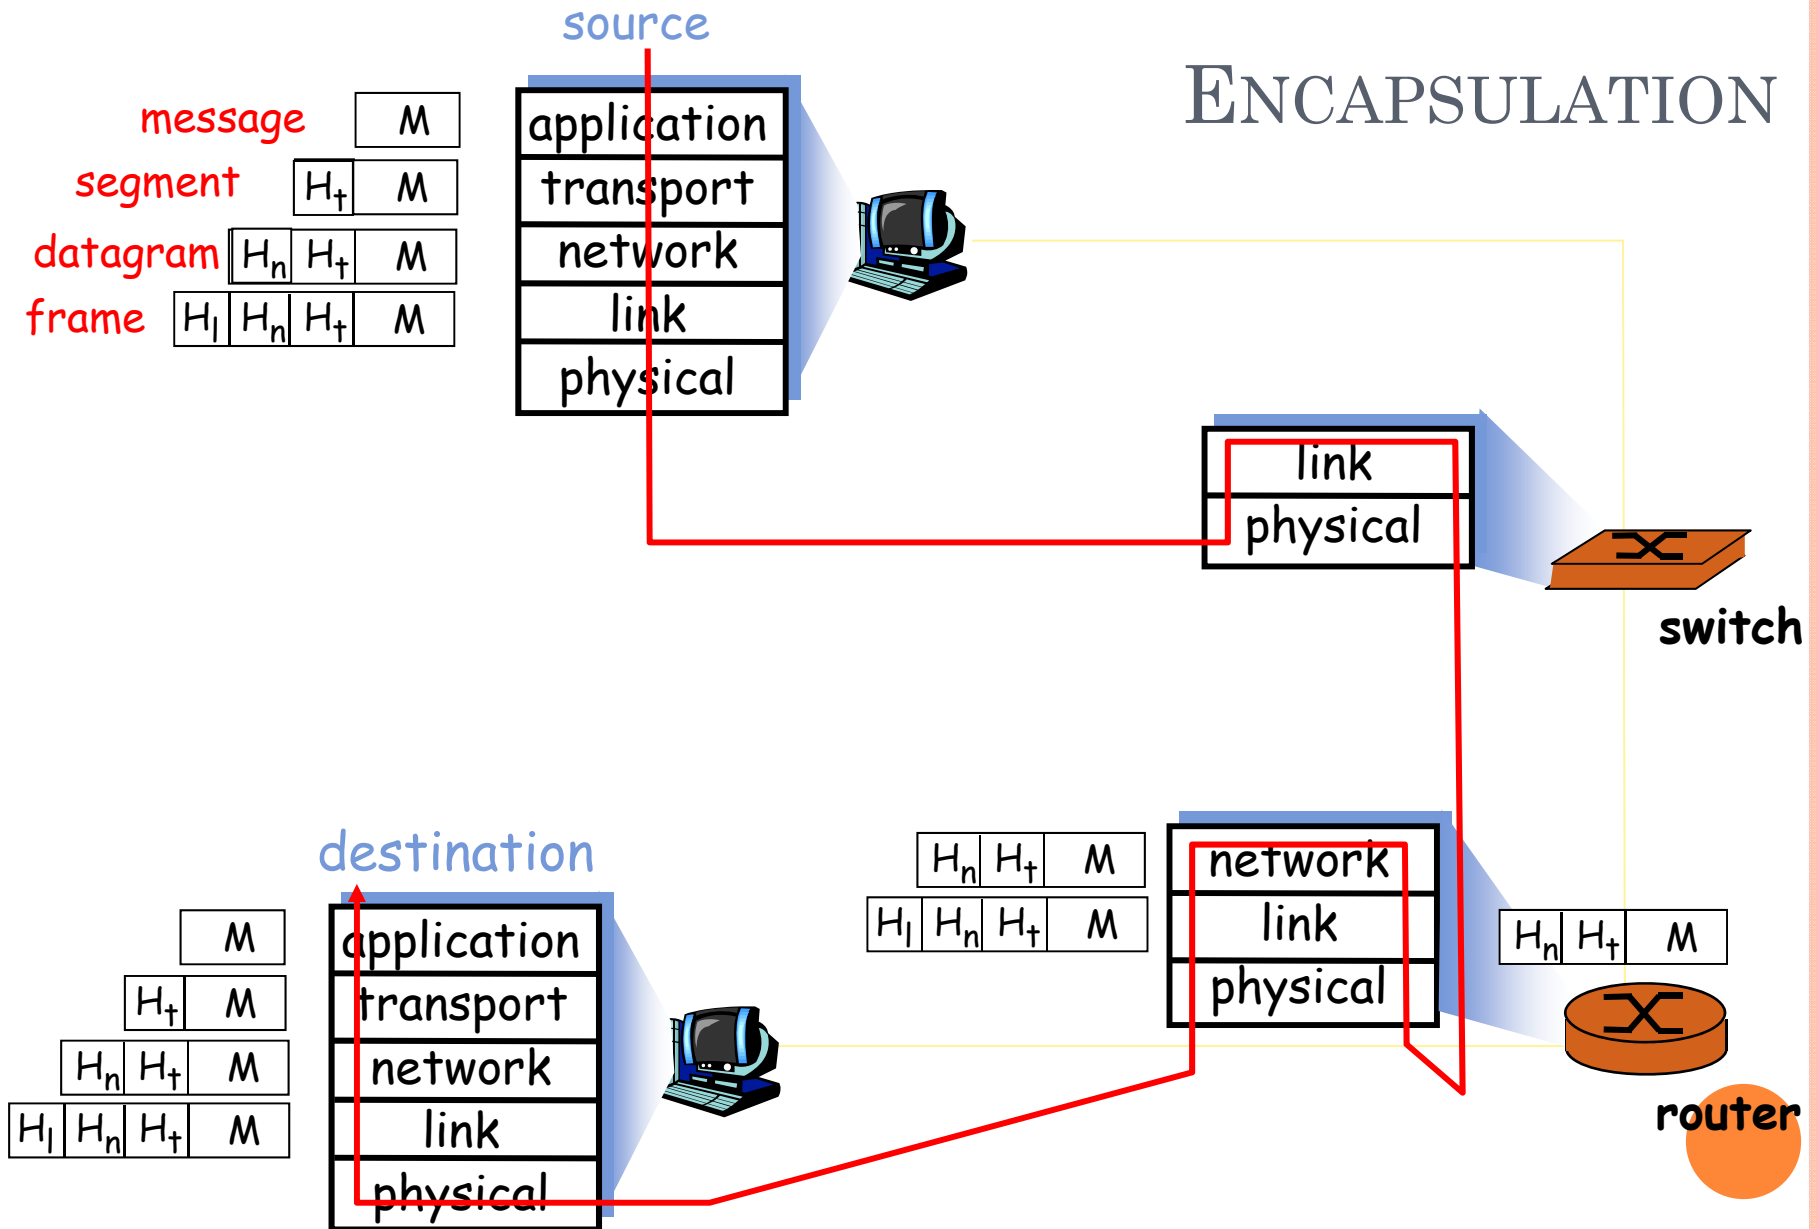 source
ENCAPSULATION
message M
segment Ht M
datagram Hn Ht M
frame Hl Hn Ht M
application
transport
network
link
physical
link
physical
switch
destination
M
Ht M
Hn Ht M
Hl Hn Ht M
application
transport
network
link
physical
Hn Ht M
Hl Hn Ht M
network
link
physical
Hn Ht M
router